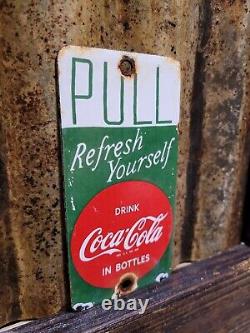 PULL
Refresh
Yourself
DRINK
Coca-Cola
IN BOTTLES